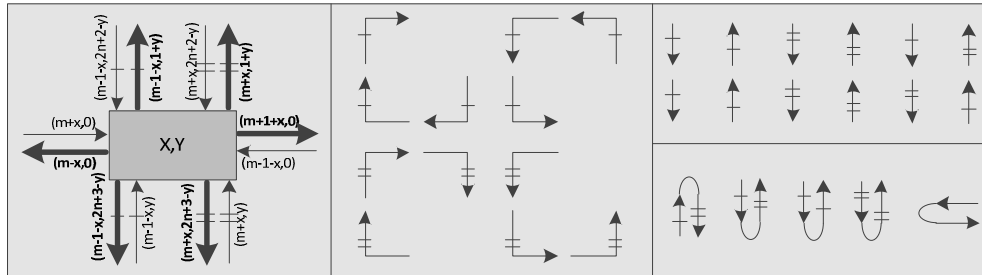 (m-1-x,2n+2-y)
(m-1-x,1+y)
(m+x,2n+2-y)
(m+x,1+y)
(m+x,0)
(m+1+x,0)
X,Y
(m-x,0)
(m-1-x,0)
(m-1-x,2n+3-y)
(m-1-x,y)
(m+x,2n+3-y)
(m+x,y)